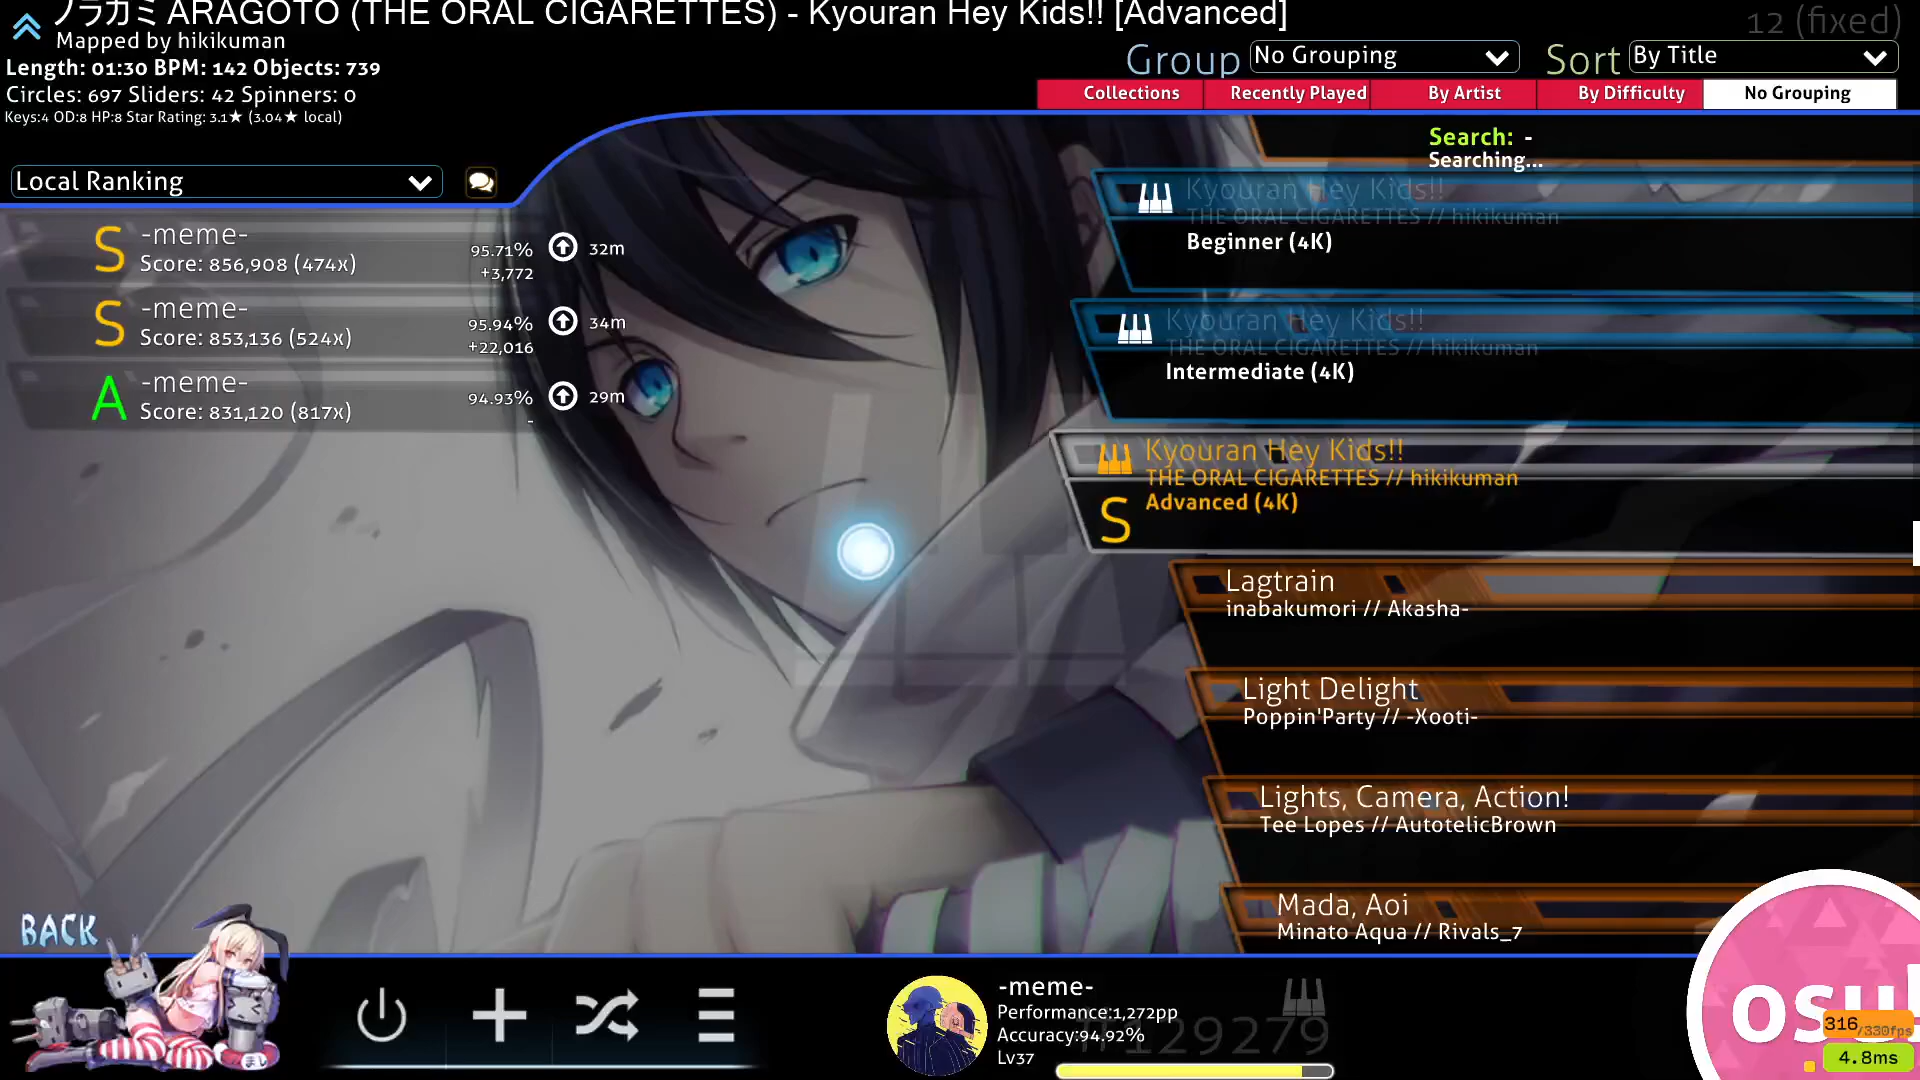 ノラガミ ARAGOTO (THE ORAL CIGARETTES) - Kyouran Hey Kids!! [Advanced]
Mapped by hikikuman
Length: 01:30 BPM: 142 Objects: 739
Circles: 697 Sliders: 42 Spinners: 0
Keys:4 OD:8 HP:8 Star Rating: 3.1★ (3.04★ local)
12 (fixed)
Group No Grouping
Sort By Title
Collections Recently Played By Artist By Difficulty No Grouping
Search: -
Searching...
Local Ranking
S -meme-
Score: 856,908 (474x)
95.71%
+3,772
32m
S -meme-
Score: 853,136 (524x)
95.94%
+22,016
34m
A -meme-
Score: 831,120 (817x)
94.93%
-
29m
Kyouran Hey Kids!!
THE ORAL CIGARETTES // hikikuman
Beginner (4K)
Kyouran Hey Kids!!
THE ORAL CIGARETTES // hikikuman
Intermediate (4K)
Kyouran Hey Kids!!
THE ORAL CIGARETTES // hikikuman
Advanced (4K)
S
Lagtrain
inabakumori // Akasha-
Light Delight
Poppin'Party // -Xooti-
Lights, Camera, Action!
Tee Lopes // AutotelicBrown
Mada, Aoi
Minato Aqua // Rivals_7
BACK
-meme-
Performance:1,272pp
Accuracy:94.92%
Lv37
#129279
osu!
316/330fps
4.8ms